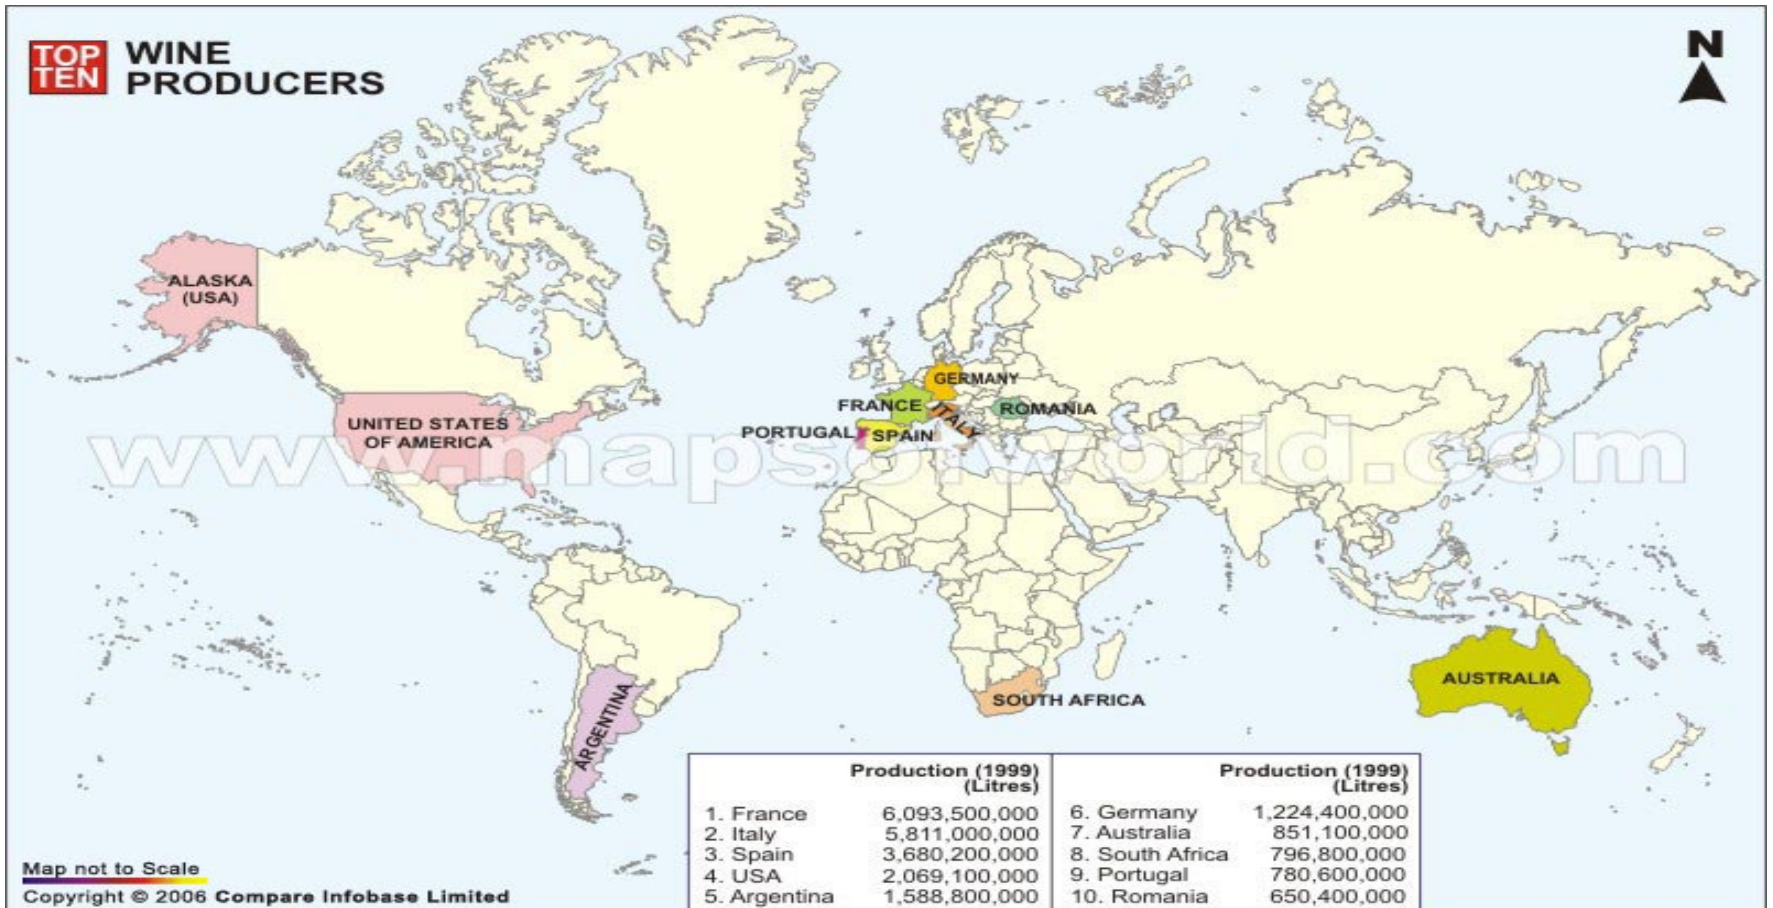 TOP
TEN
WINE
PRODUCERS
N
ALASKA
(USA)
UNITED STATES
OF AMERICA
GERMANY
FRANCE
ITALY
ROMANIA
PORTUGAL
SPAIN
www.mapsofworld.com
ARGENTINA
SOUTH AFRICA
AUSTRALIA
Production (1999)
(Litres)
1. France 6,093,500,000
2. Italy 5,811,000,000
3. Spain 3,680,200,000
4. USA 2,069,100,000
5. Argentina 1,588,800,000
Production (1999)
(Litres)
6. Germany 1,224,400,000
7. Australia 851,100,000
8. South Africa 796,800,000
9. Portugal 780,600,000
10. Romania 650,400,000
Map not to Scale
Copyright © 2006 Compare Infobase Limited